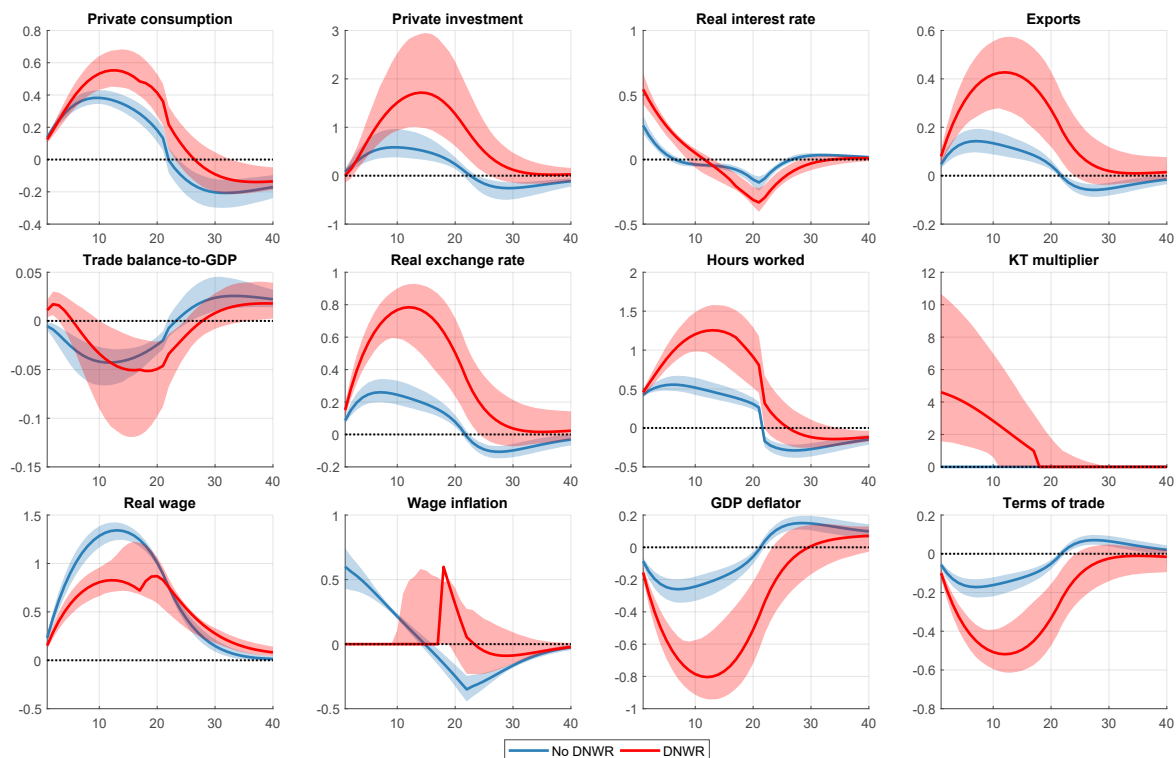 Private consumption
0.8
0.6
0.4
0.2
0
-0.2
-0.4
10 20 30 40
Private investment
3
2
1
0
-1
10 20 30 40
Real interest rate
1
0.5
0
-0.5
10 20 30 40
Exports
0.6
0.4
0.2
0
-0.2
10 20 30 40
Trade balance-to-GDP
0.05
0
-0.05
-0.1
-0.15
10 20 30 40
Real exchange rate
1
0.8
0.6
0.4
0.2
0
-0.2
10 20 30 40
Hours worked
2
1.5
1
0.5
0
-0.5
10 20 30 40
KT multiplier
12
10
8
6
4
2
0
-2
10 20 30 40
Real wage
1.5
1
0.5
0
-0.5
10 20 30 40
Wage inflation
1
0.5
0
-0.5
10 20 30 40
GDP deflator
0.2
0
-0.2
-0.4
-0.6
-0.8
-1
10 20 30 40
Terms of trade
0.2
0
-0.2
-0.4
-0.6
-0.8
10 20 30 40
No DNWR DNWR